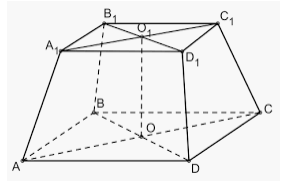 B₁ C₁
O₁
A₁ D₁
B C
O
A D